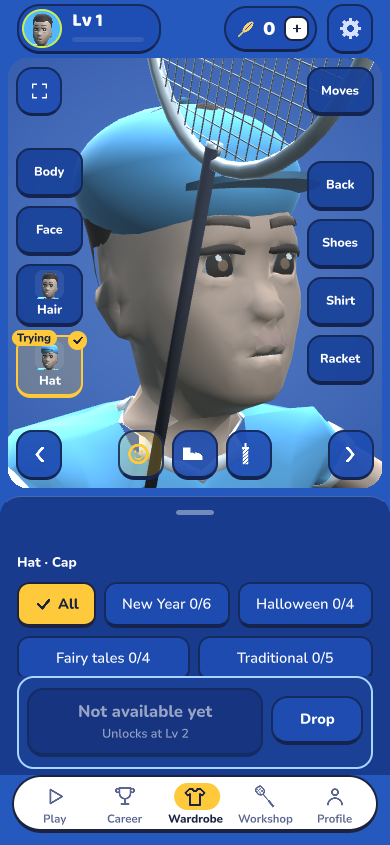 Lv 1
0
+
Moves
Body
Back
Face
Shoes
Hair
Shirt
Trying
Hat
Racket
Hat · Cap
All
New Year 0/6
Halloween 0/4
Fairy tales 0/4
Traditional 0/5
Not available yet
Unlocks at Lv 2
Drop
Play
Career
Wardrobe
Workshop
Profile